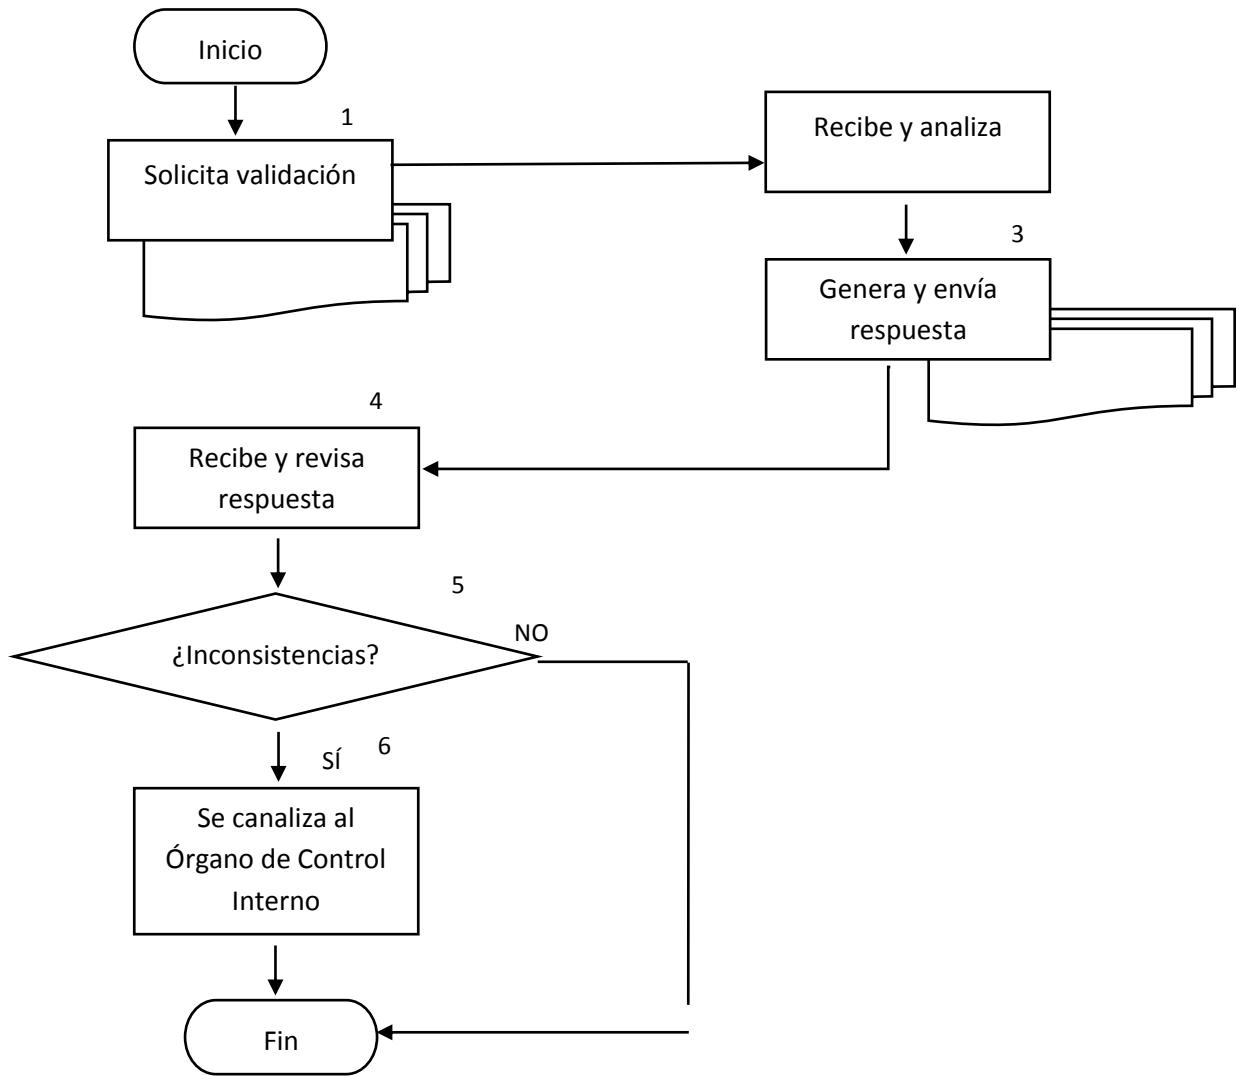 Inicio
1
Solicita validación
Recibe y analiza
3
Genera y envía
respuesta
4
Recibe y revisa
respuesta
5
¿Inconsistencias?
NO
SÍ
6
Se canaliza al
Órgano de Control
Interno
Fin